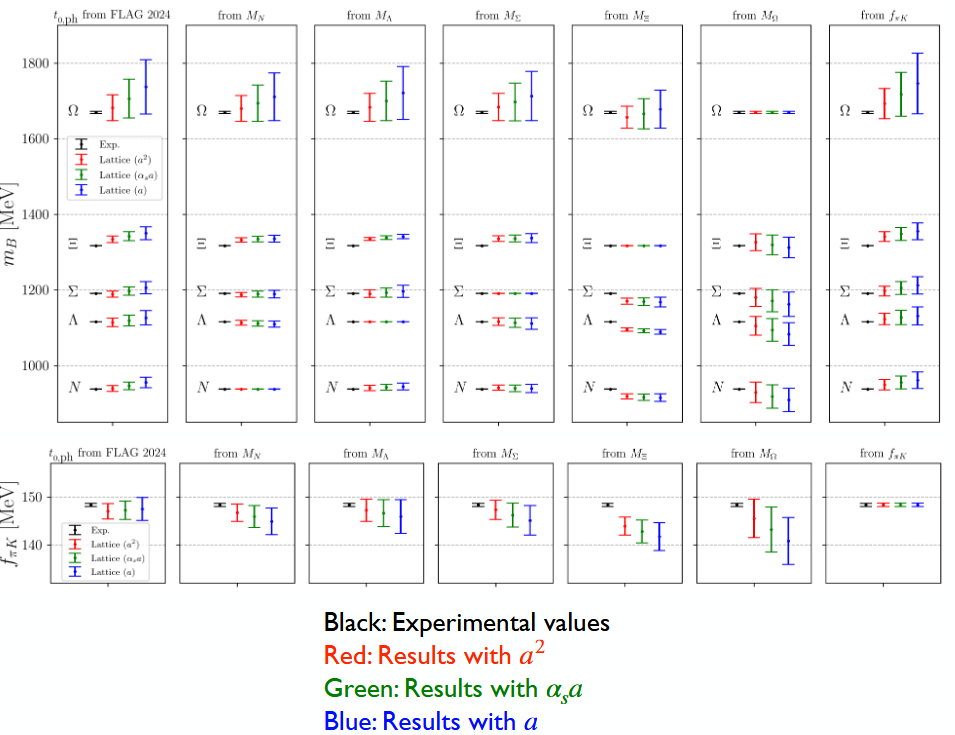 t₀,ph from FLAG 2024 from M_N from M_Λ from M_Σ from M_Ξ from M_Ω from f_πK
m_B [MeV]
1800
1600
1400
1200
1000
Ω Ω Ω Ω Ω Ω Ω
Exp.
Lattice (a²)
Lattice (α_s a)
Lattice (a)
Ξ Ξ Ξ Ξ Ξ Ξ Ξ
Σ Σ Σ Σ Σ Σ Σ
Λ Λ Λ Λ Λ Λ Λ
N N N N N N N
t₀,ph from FLAG 2024 from M_N from M_Λ from M_Σ from M_Ξ from M_Ω from f_πK
f_πK [MeV]
150
140
Exp.
Lattice (a²)
Lattice (α_s a)
Lattice (a)
Black: Experimental values
Red: Results with a²
Green: Results with α_s a
Blue: Results with a